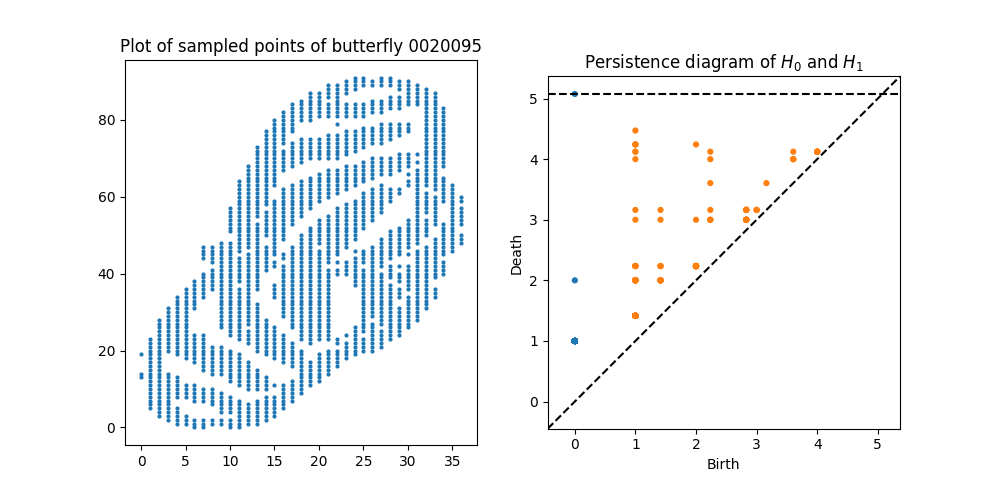 Plot of sampled points of butterfly 0020095
80
60
40
20
0
0 5 10 15 20 25 30 35
Persistence diagram of $H_0$ and $H_1$
Death
5
4
3
2
1
0
0 1 2 3 4 5
Birth